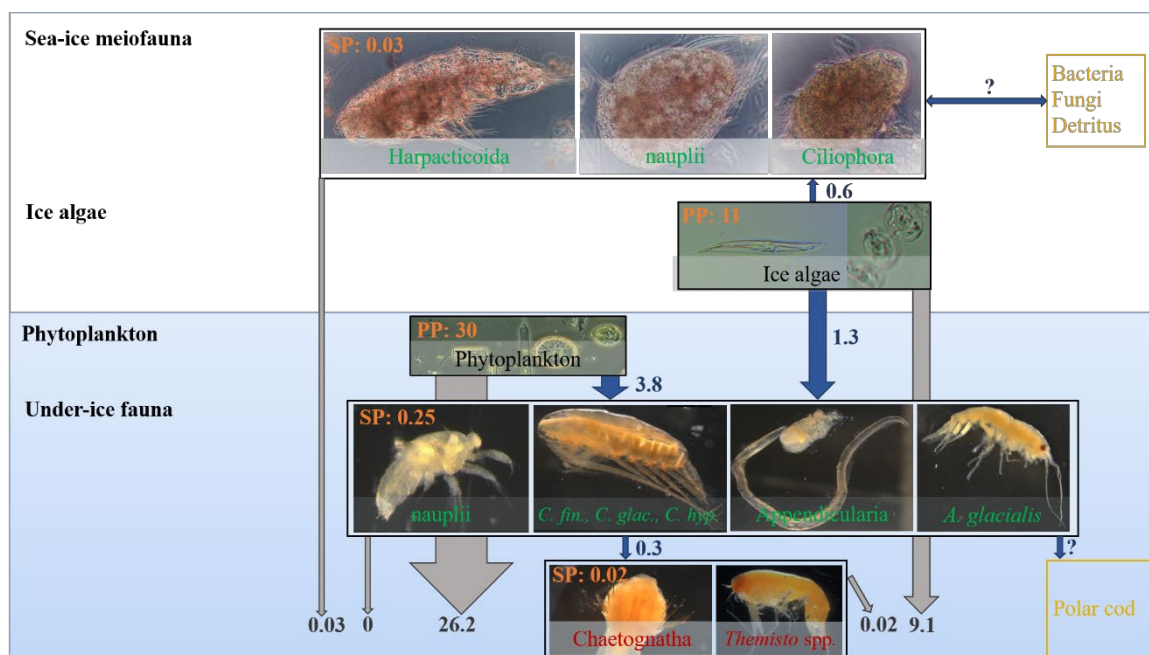 Sea-ice meiofauna
SP: 0.03
Harpacticoida
nauplii
Ciliophora
?
Bacteria
Fungi
Detritus
0.6
Ice algae
PP: 11
Ice algae
Phytoplankton
PP: 30
Phytoplankton
3.8
1.3
Under-ice fauna
SP: 0.25
nauplii
C. fin., C. glac., C. hyp.
Appendicularia
A. glacialis
0.3
?
SP: 0.02
Chaetognatha
Themisto spp.
Polar cod
0.03
0
26.2
0.02
9.1